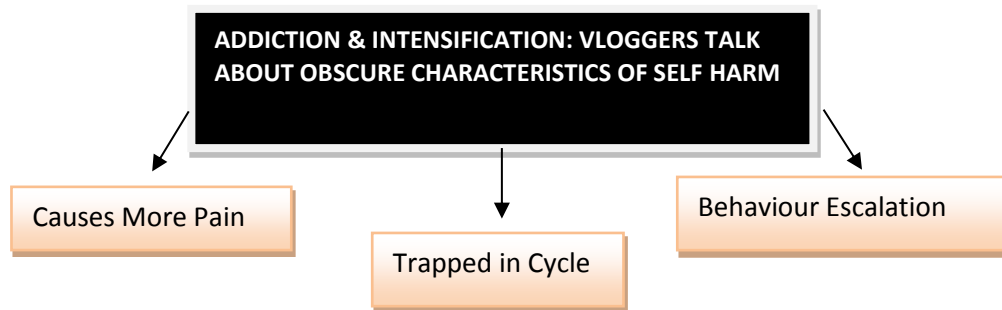 ADDICTION & INTENSIFICATION: VLOGGERS TALK
ABOUT OBSCURE CHARACTERISTICS OF SELF HARM
Causes More Pain
Trapped in Cycle
Behaviour Escalation